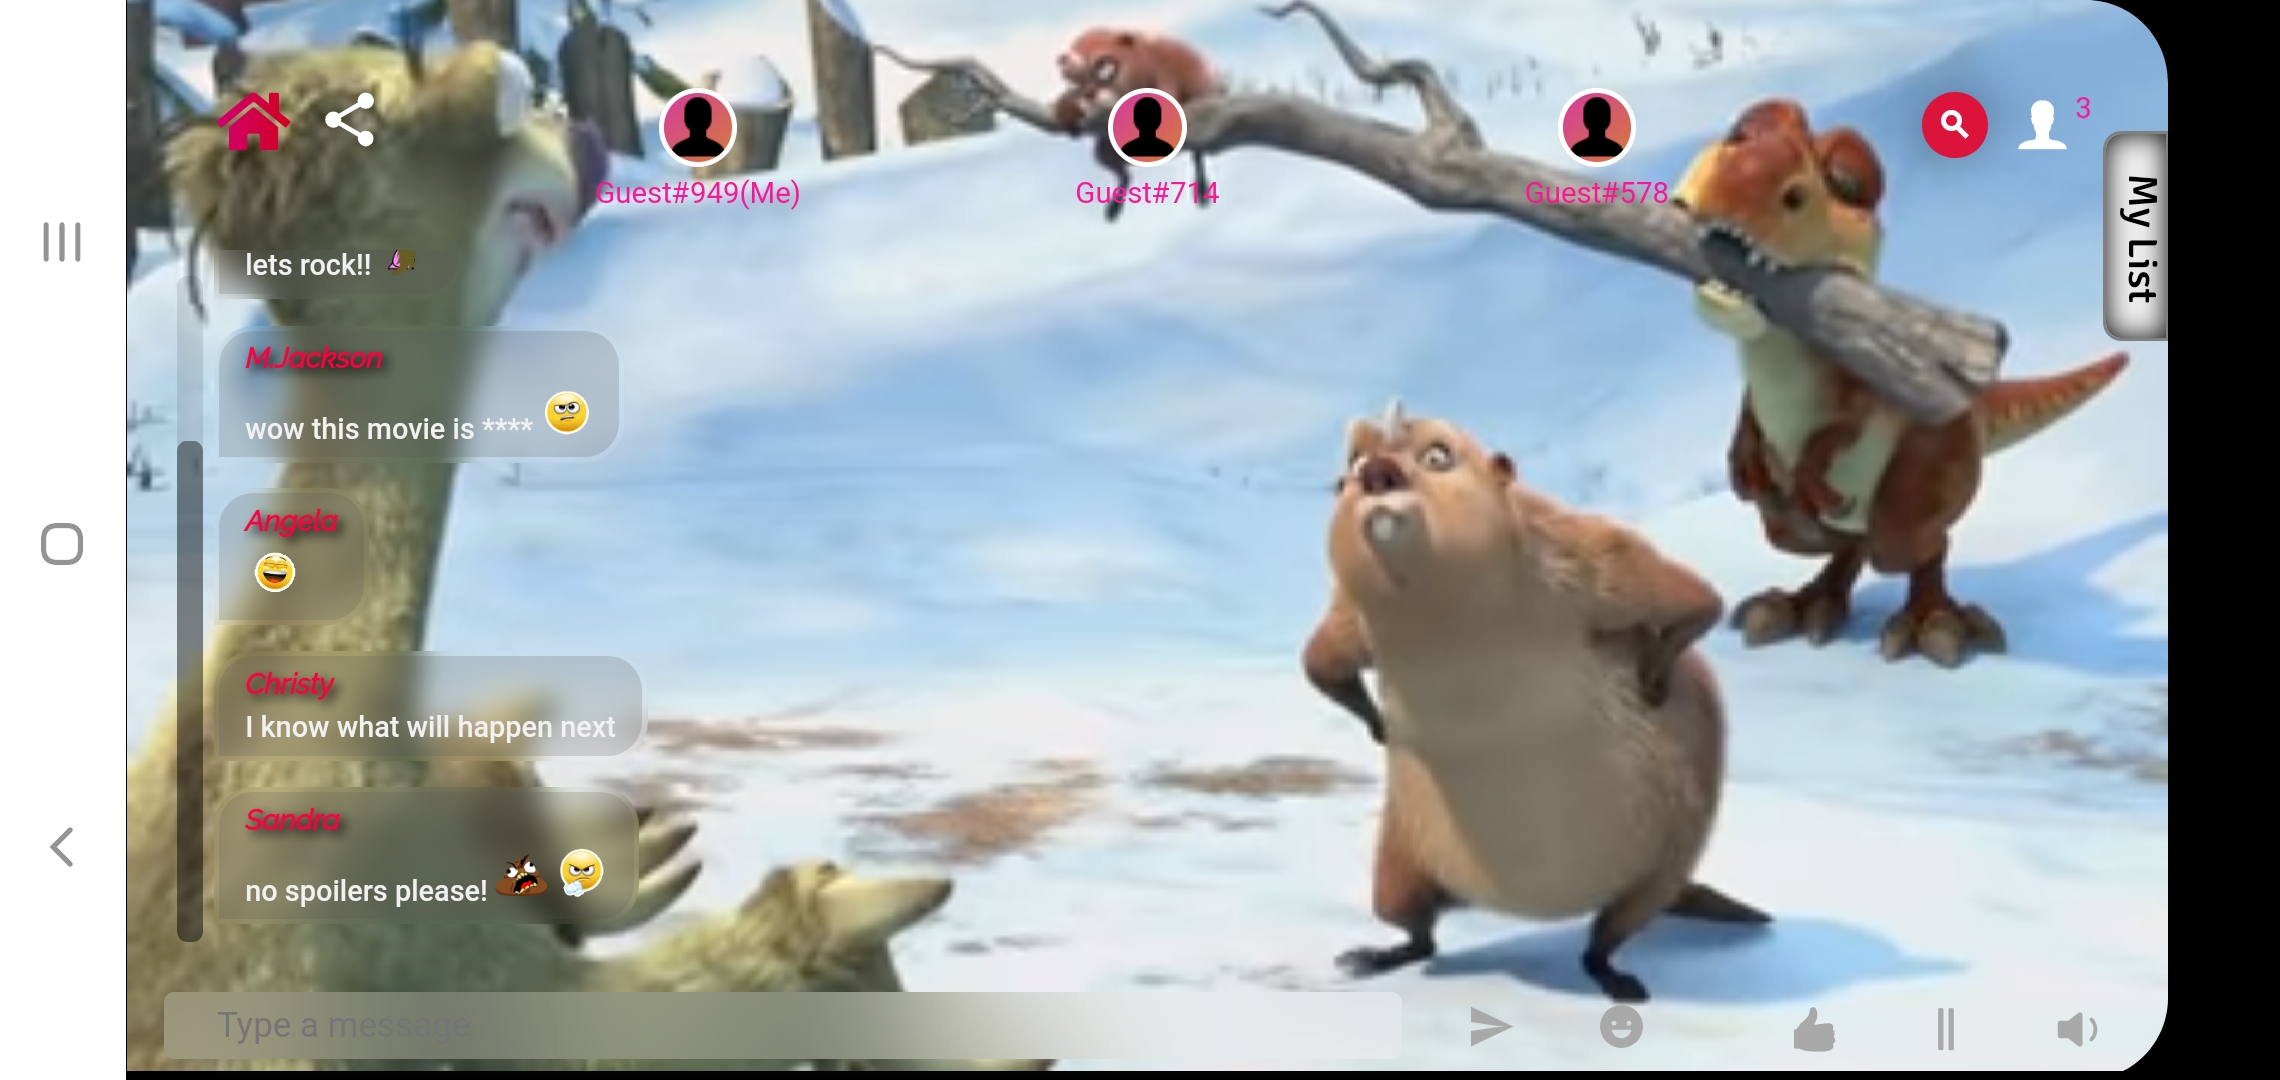 Guest#949(Me)
Guest#714
Guest#578
3
My List
lets rock!!
M.Jackson
wow this movie is ****
Angela
Christy
I know what will happen next
Sandra
no spoilers please!
Type a message